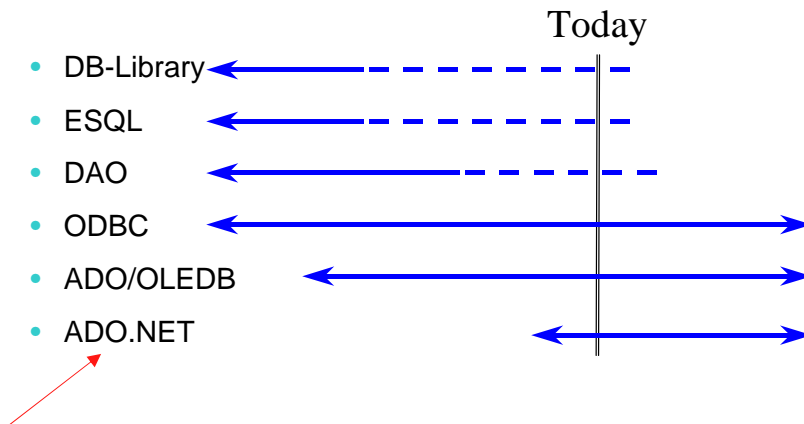 Today
DB-Library
ESQL
DAO
ODBC
ADO/OLEDB
ADO.NET